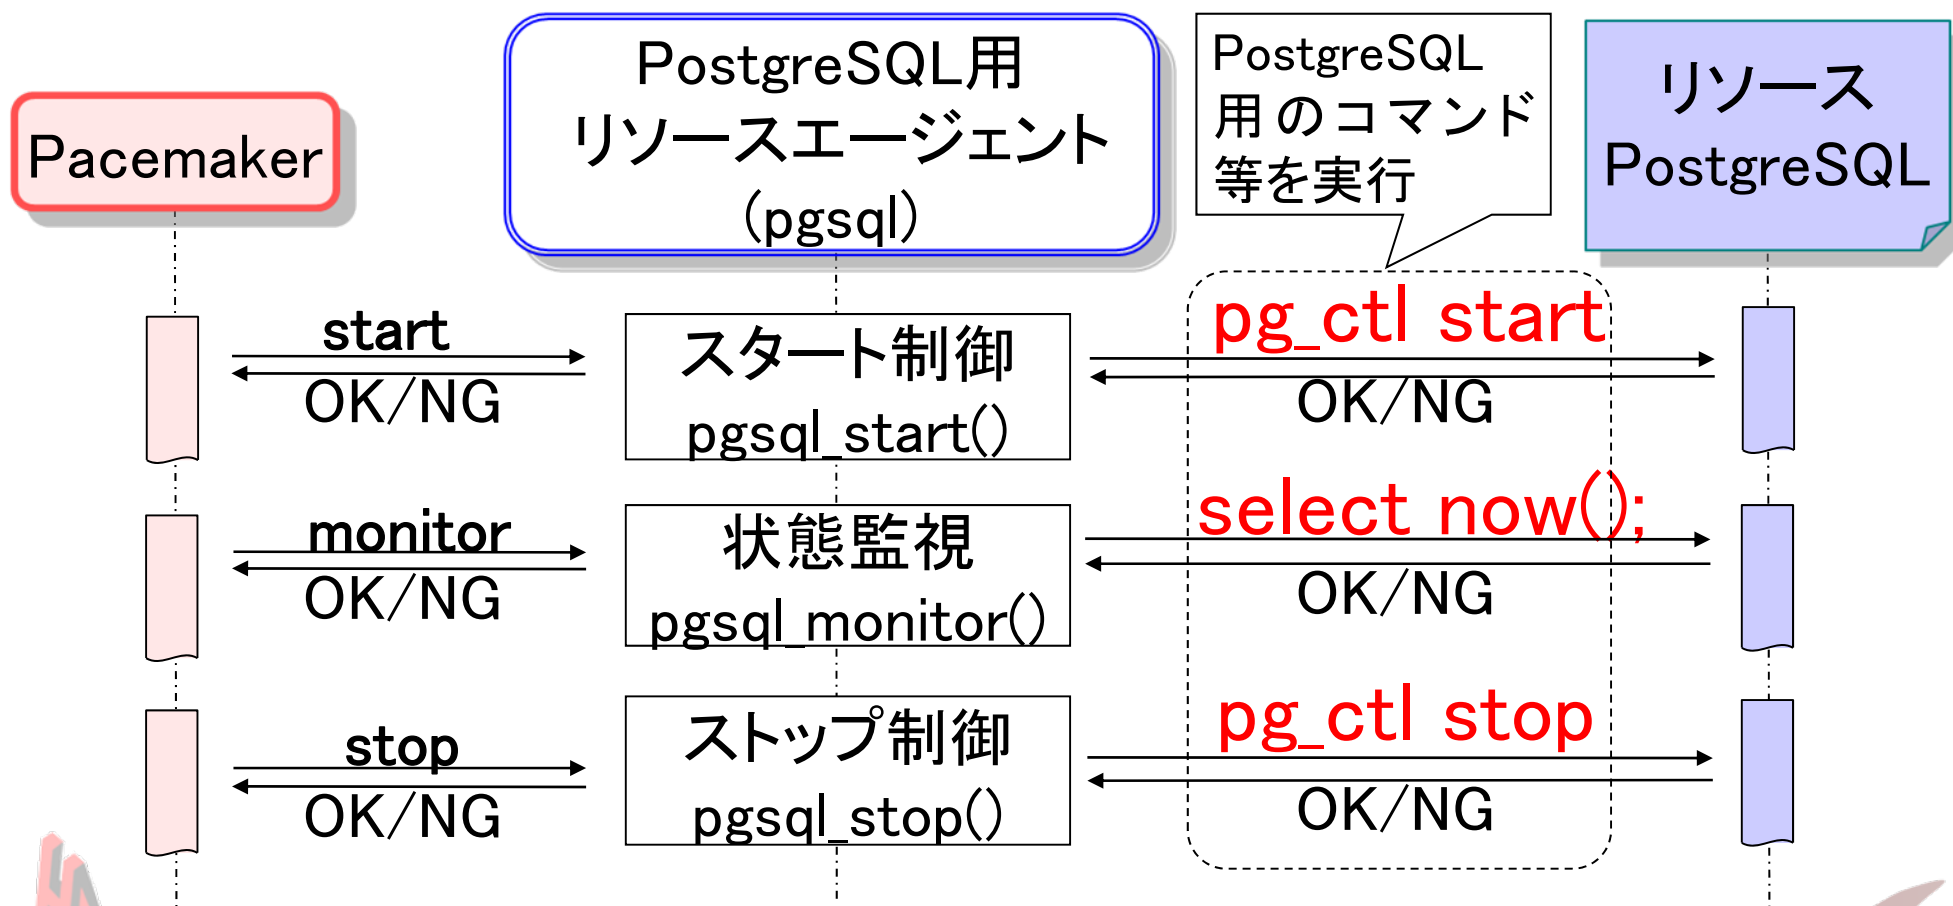 Pacemaker
PostgreSQL用
リソースエージェント
(pgsql)
PostgreSQL
用のコマンド
等を実行
リソース
PostgreSQL
start
OK/NG
スタート制御
pgsql_start()
pg_ctl start
OK/NG
monitor
OK/NG
状態監視
pgsql_monitor()
select now();
OK/NG
stop
OK/NG
ストップ制御
pgsql_stop()
pg_ctl stop
OK/NG